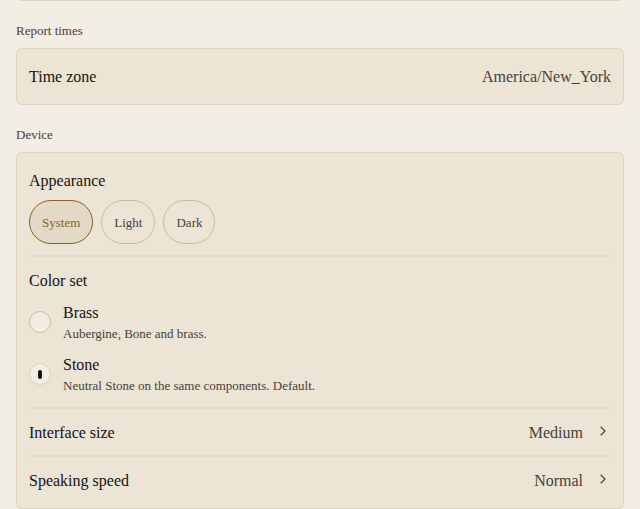 Report times
Time zone America/New_York
Device
Appearance
System Light Dark
Color set
Brass
Aubergine, Bone and brass.
Stone
Neutral Stone on the same components. Default.
Interface size Medium
Speaking speed Normal